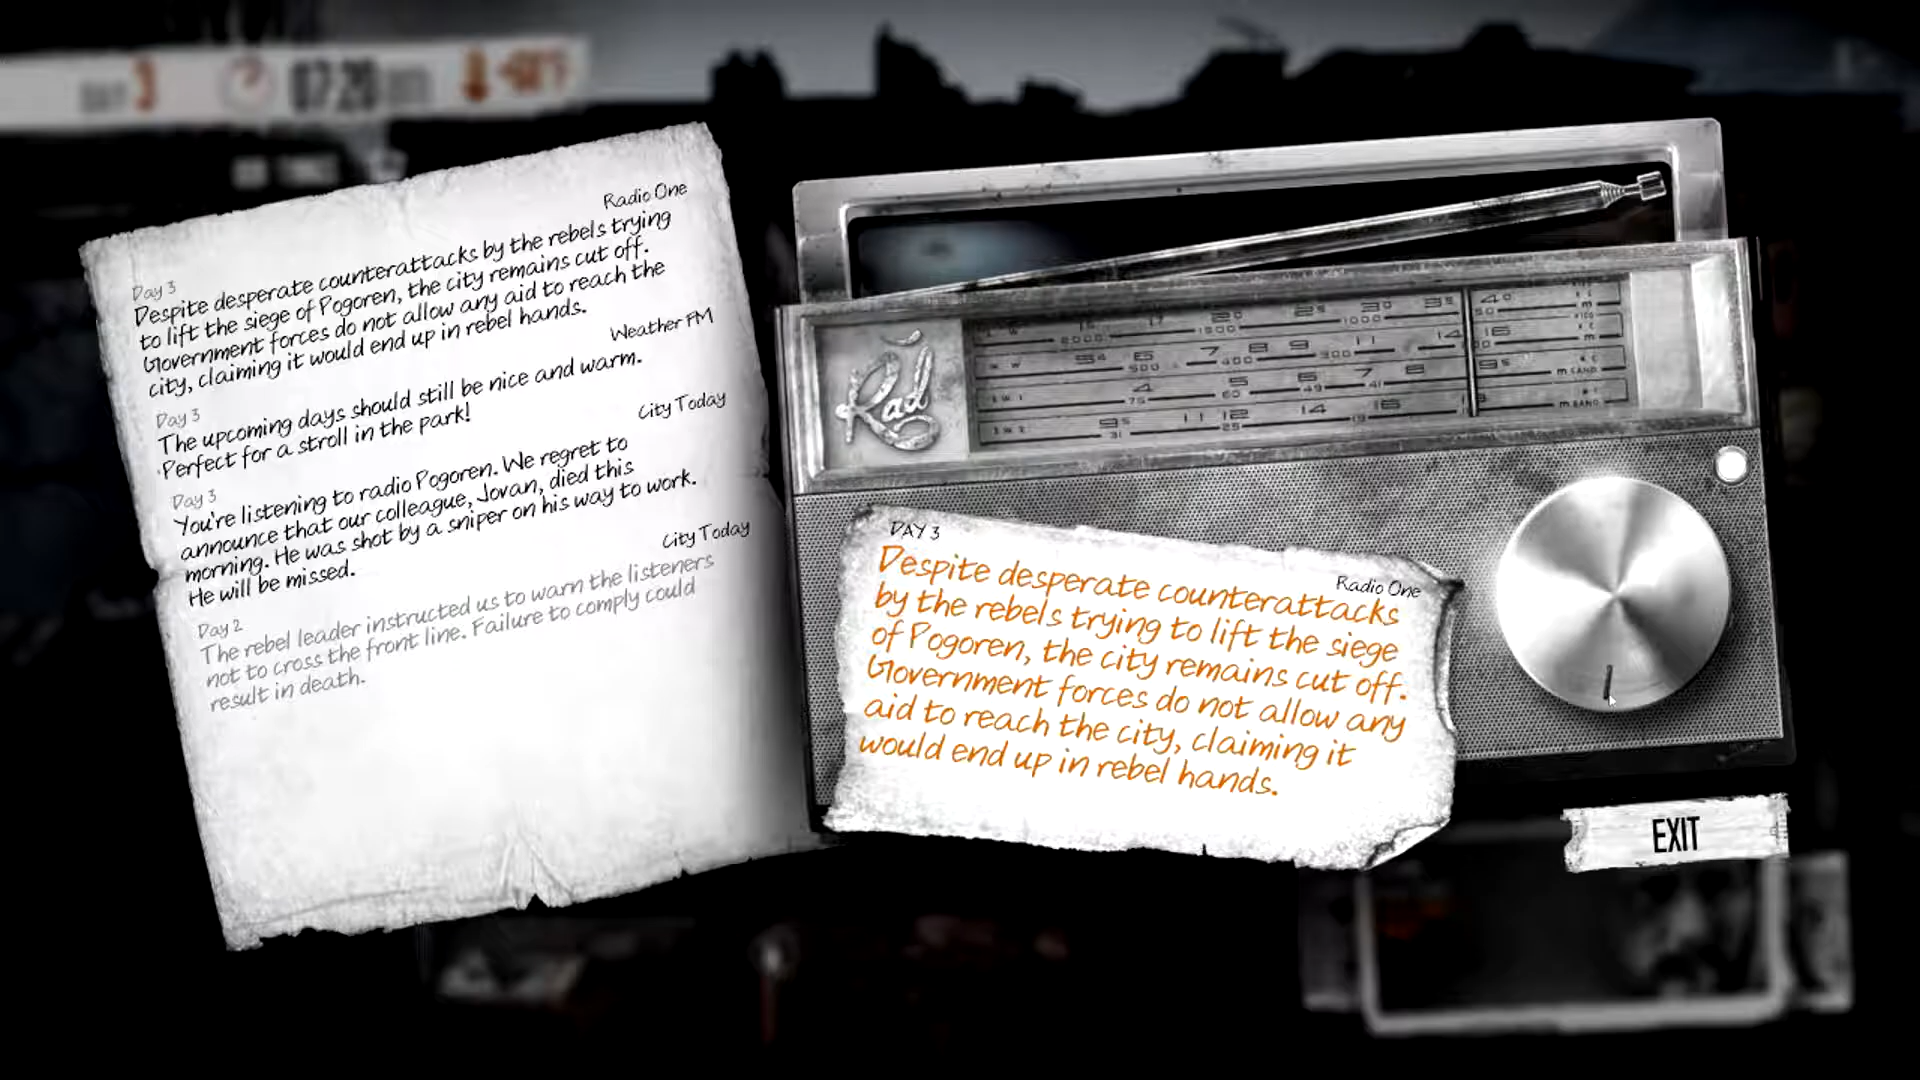 3
07:20
Radio One
Day 3
Despite desperate counterattacks by the rebels trying
to lift the siege of Pogoren, the city remains cut off.
Government forces do not allow any aid to reach the
city, claiming it would end up in rebel hands.
Weather FM
Day 3
The upcoming days should still be nice and warm.
Perfect for a stroll in the park!
City Today
Day 3
You're listening to radio Pogoren. We regret to
announce that our colleague, Jovan, died this
morning. He was shot by a sniper on his way to work.
He will be missed.
City Today
Day 2
The rebel leader instructed us to warn the listeners
not to cross the front line. Failure to comply could
result in death.
Rad
DAY 3
Radio One
Despite desperate counterattacks
by the rebels trying to lift the siege
of Pogoren, the city remains cut off.
Government forces do not allow any
aid to reach the city, claiming it
would end up in rebel hands.
EXIT